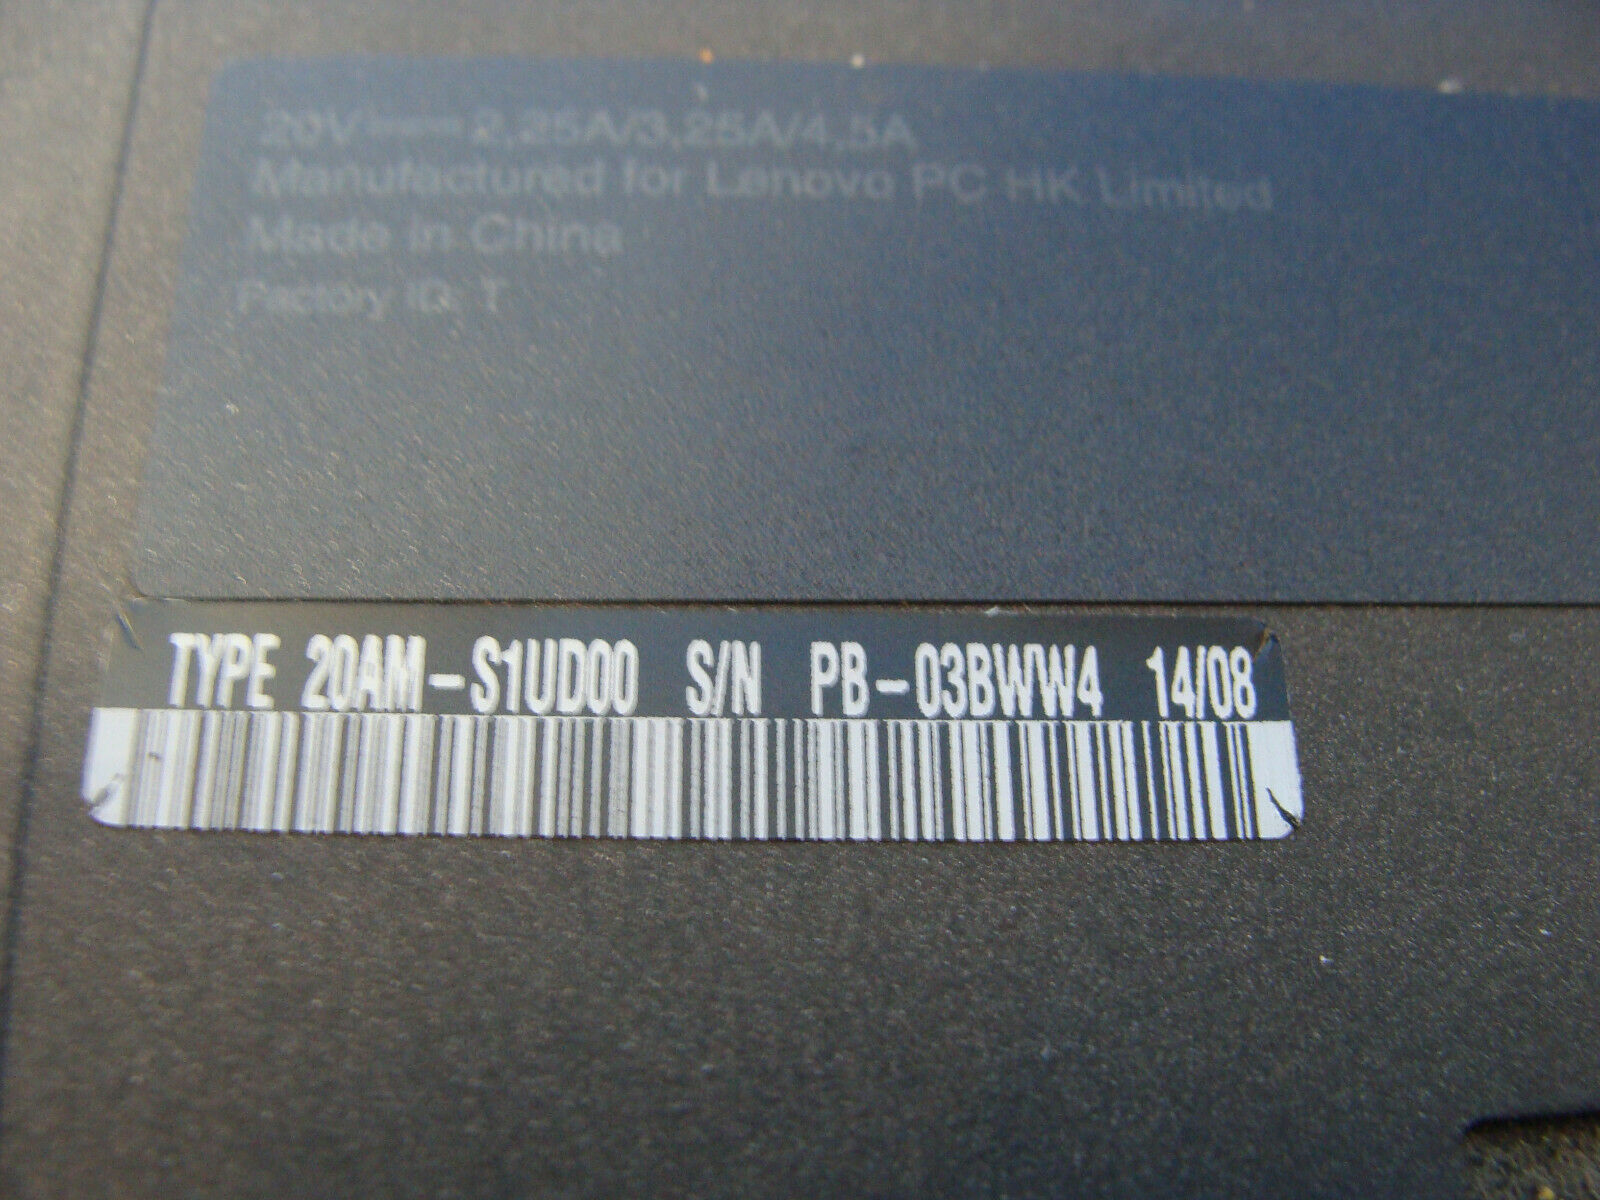 20V⎓2,25A/3,25A/4,5A
Manufactured for Lenovo PC HK Limited
Made in China
Factory ID: T
TYPE 20AM-S1UD00 S/N PB-03BWW4 14/08